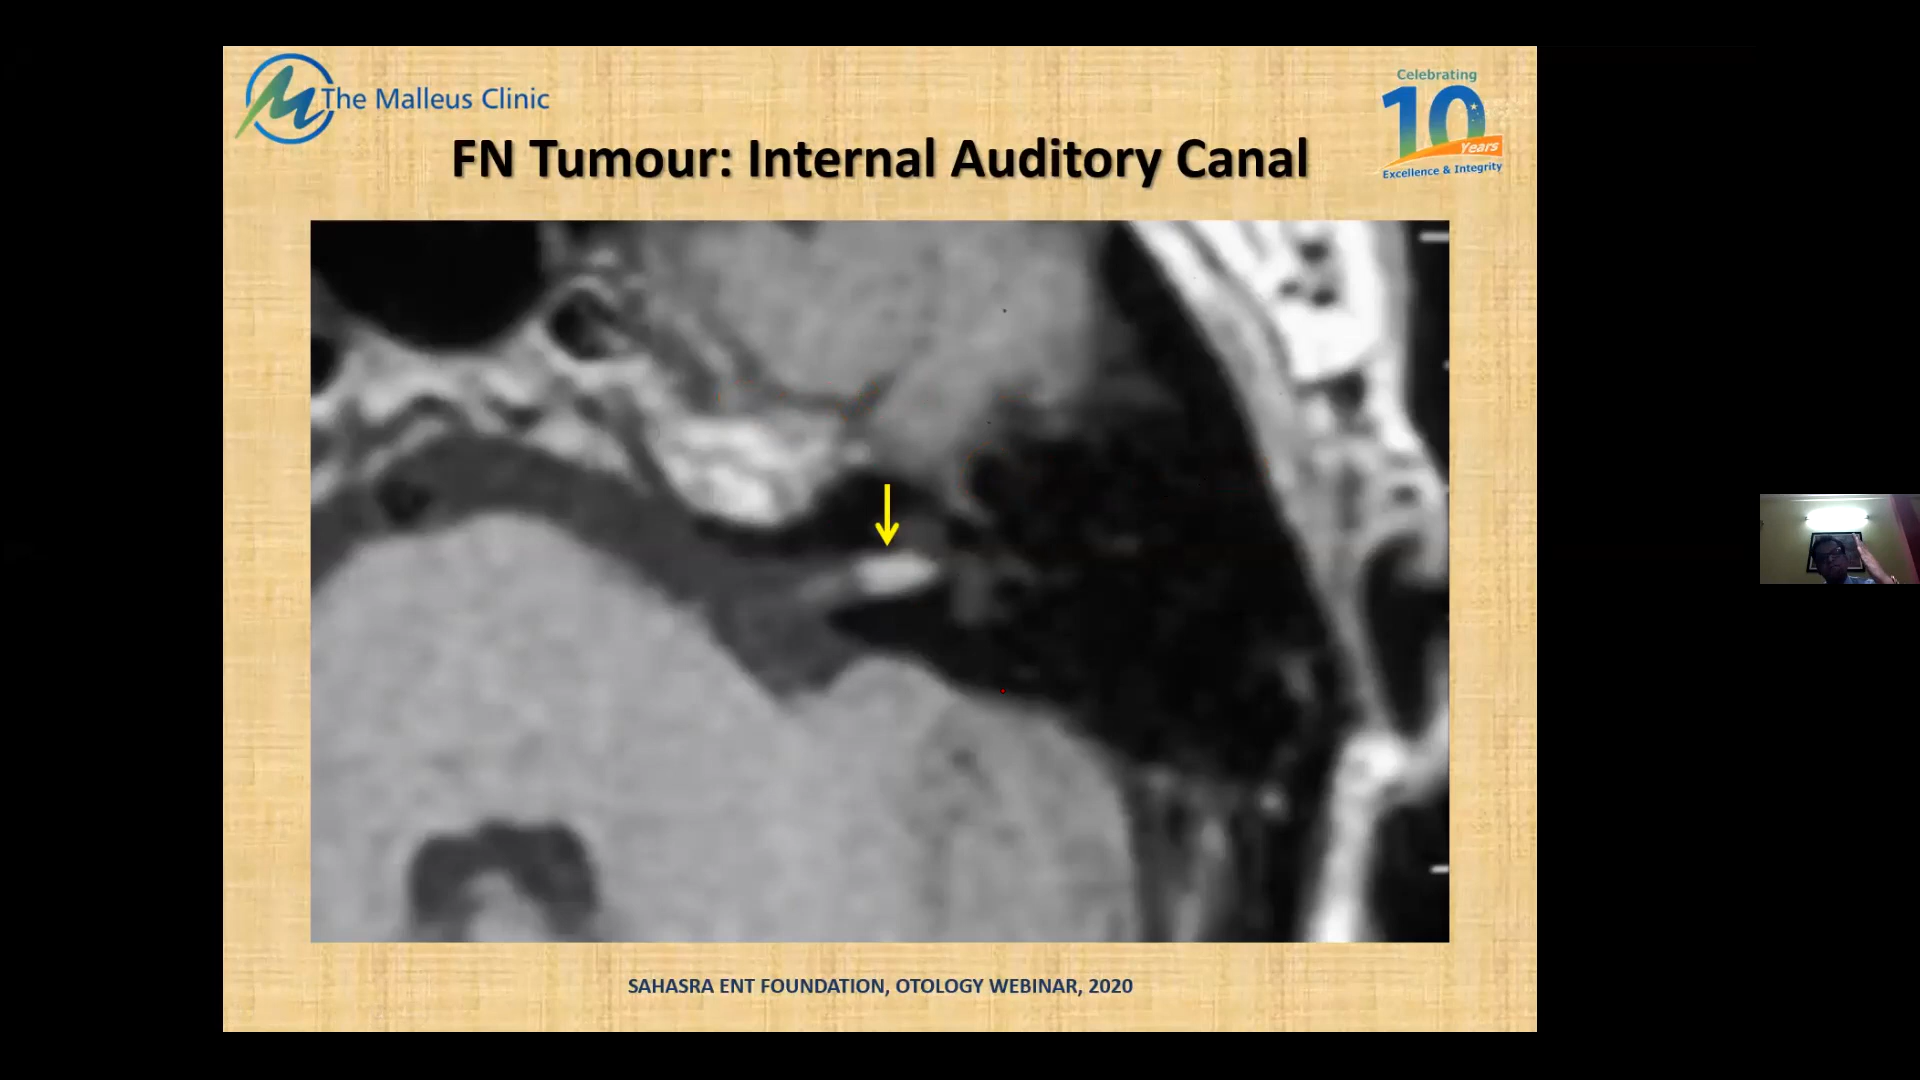 The Malleus Clinic
Celebrating
10
Years
Excellence & Integrity
FN Tumour: Internal Auditory Canal
SAHASRA ENT FOUNDATION, OTOLOGY WEBINAR, 2020